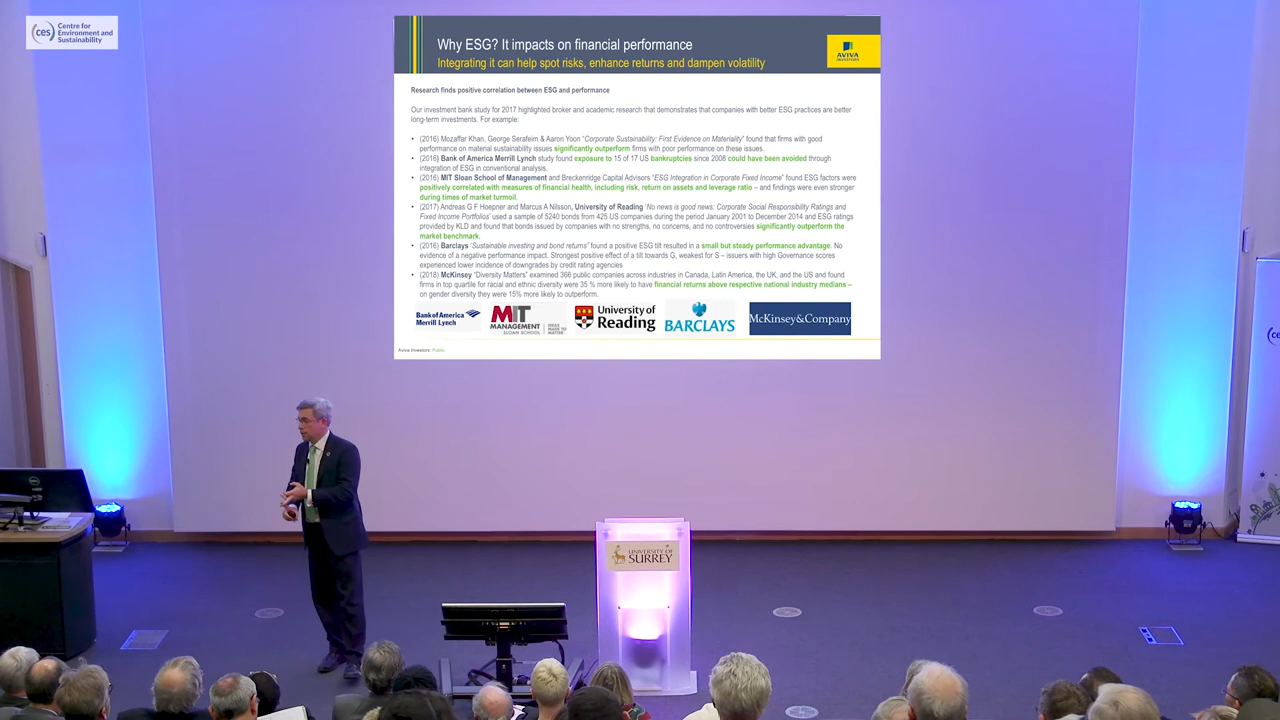 ces
Centre for
Environment and
Sustainability
Why ESG? It impacts on financial performance
Integrating it can help spot risks, enhance returns and dampen volatility
AVIVA
INVESTORS
Research finds positive correlation between ESG and performance
Our investment bank study for 2017 highlighted broker and academic research that demonstrates that companies with better ESG practices are better
long-term investments. For example:
• (2016) Mozaffar Khan, George Serafeim & Aaron Yoon "Corporate Sustainability: First Evidence on Materiality" found that firms with good
performance on material sustainability issues significantly outperform firms with poor performance on these issues.
• (2016) Bank of America Merrill Lynch study found exposure to 15 of 17 US bankruptcies since 2008 could have been avoided through
integration of ESG in conventional analysis.
• (2016) MIT Sloan School of Management and Breckenridge Capital Advisors "ESG Integration in Corporate Fixed Income" found ESG factors were
positively correlated with measures of financial health, including risk, return on assets and leverage ratio – and findings were even stronger
during times of market turmoil.
• (2017) Andreas G F Hoepner and Marcus A Nilsson, University of Reading 'No news is good news: Corporate Social Responsibility Ratings and
Fixed Income Portfolios' used a sample of 5240 bonds from 425 US companies during the period January 2001 to December 2014 and ESG ratings
provided by KLD and found that bonds issued by companies with no strengths, no concerns, and no controversies significantly outperform the
market benchmark.
• (2016) Barclays 'Sustainable investing and bond returns" found a positive ESG tilt resulted in a small but steady performance advantage. No
evidence of a negative performance impact. Strongest positive effect of a tilt towards G, weakest for S – issuers with high Governance scores
experienced lower incidence of downgrades by credit rating agencies
• (2018) McKinsey "Diversity Matters" examined 366 public companies across industries in Canada, Latin America, the UK, and the US and found
firms in top quartile for racial and ethnic diversity were 35 % more likely to have financial returns above respective national industry medians –
on gender diversity they were 15% more likely to outperform.
Bank of America
Merrill Lynch
MIT
MANAGEMENT
SLOAN SCHOOL
IDEAS
MADE TO
MATTER
University of
Reading
BARCLAYS
McKinsey&Company
Aviva Investors: Public
UNIVERSITY OF
SURREY
DELL